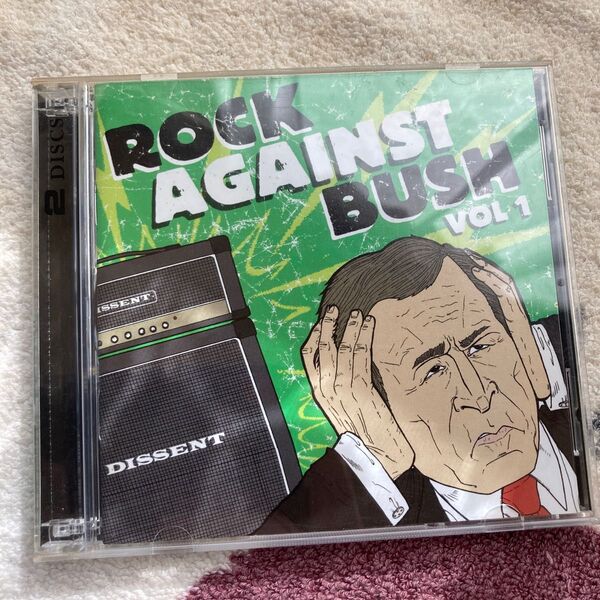 2 DISCS
ROCK
AGAINST
BUSH
VOL 1
ISSENT
DISSENT